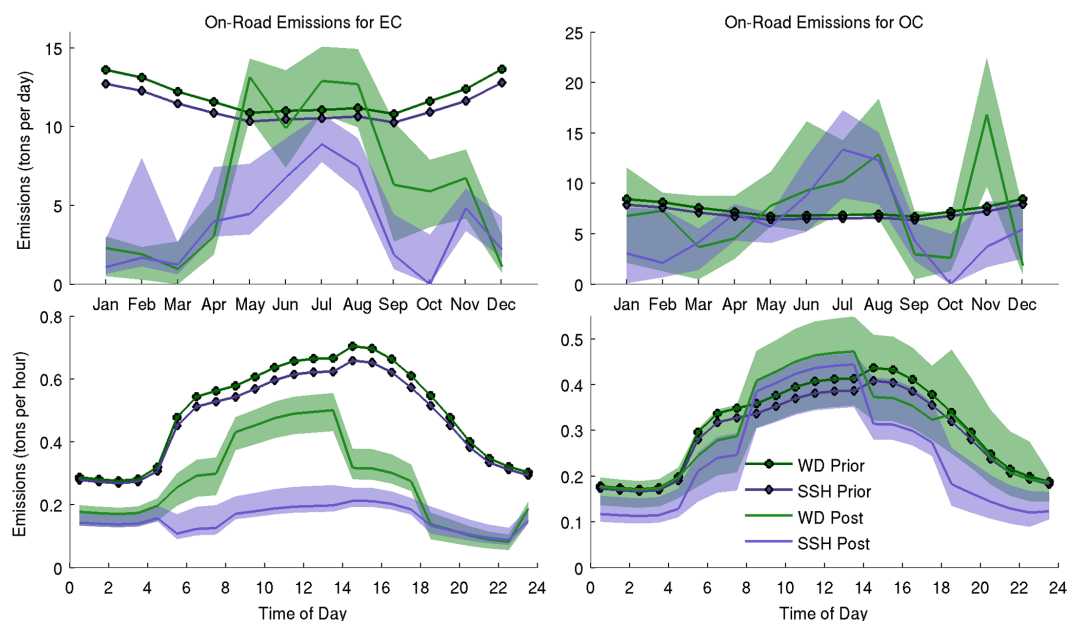 On-Road Emissions for EC
On-Road Emissions for OC
Emissions (tons per day)
15
10
5
0
Jan Feb Mar Apr May Jun Jul Aug Sep Oct Nov Dec
25
20
15
10
5
0
Jan Feb Mar Apr May Jun Jul Aug Sep Oct Nov Dec
Emissions (tons per hour)
0.8
0.6
0.4
0.2
0
0 2 4 6 8 10 12 14 16 18 20 22 24
Time of Day
0.5
0.4
0.3
0.2
0.1
0
0 2 4 6 8 10 12 14 16 18 20 22 24
Time of Day
WD Prior
SSH Prior
WD Post
SSH Post